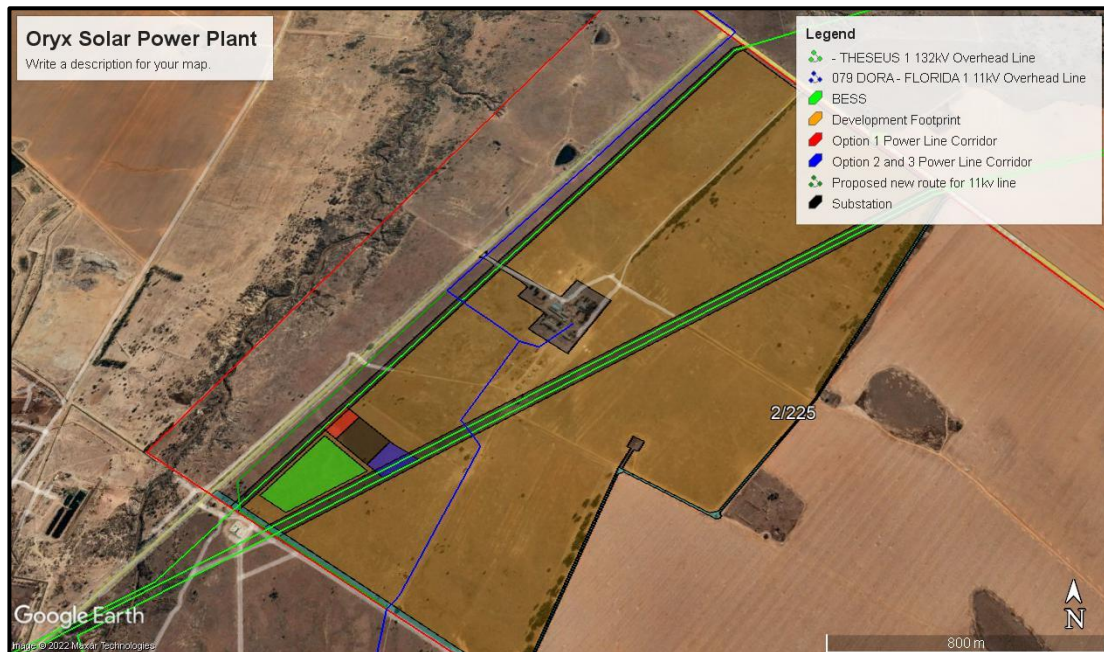 Oryx Solar Power Plant
Write a description for your map.
Legend
- THESEUS 1 132kV Overhead Line
079 DORA - FLORIDA 1 11kV Overhead Line
BESS
Development Footprint
Option 1 Power Line Corridor
Option 2 and 3 Power Line Corridor
Proposed new route for 11kv line
Substation
2/225
Google Earth
Image © 2022 Maxar Technologies
N
800 m